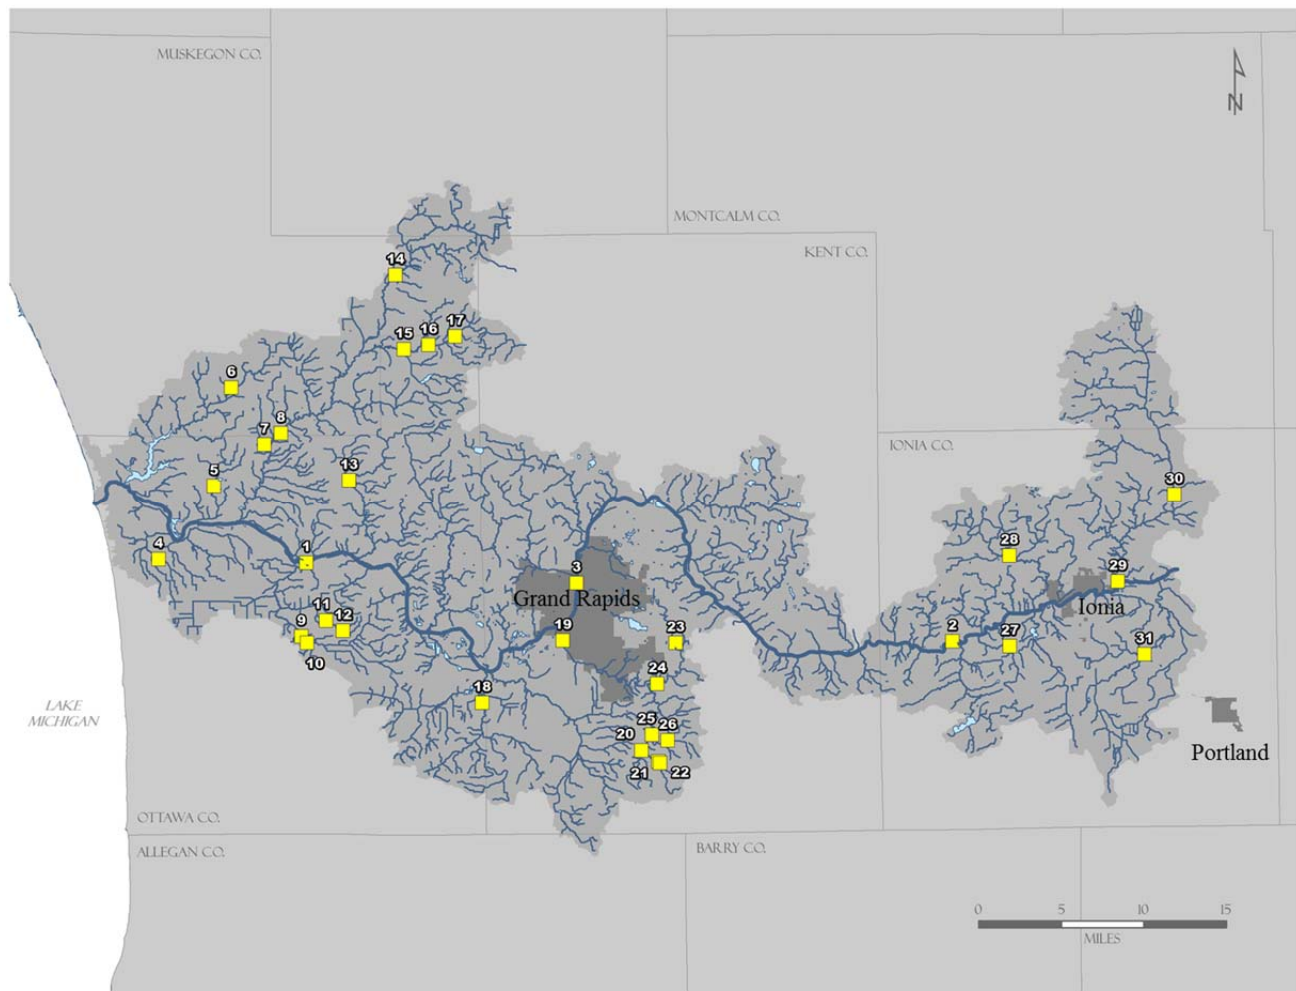 MUSKEGON CO.
N
MONTCALM CO.
KENT CO.
14
17
16
15
6
8
7
IONIA CO.
13
5
30
4
1
28
3
29
Grand Rapids
Ionia
11
12
9
10
19
23
2
27
31
24
18
LAKE
MICHIGAN
25
26
20
21
22
Portland
OTTAWA CO.
ALLEGAN CO.
BARRY CO.
0 5 10 15
MILES